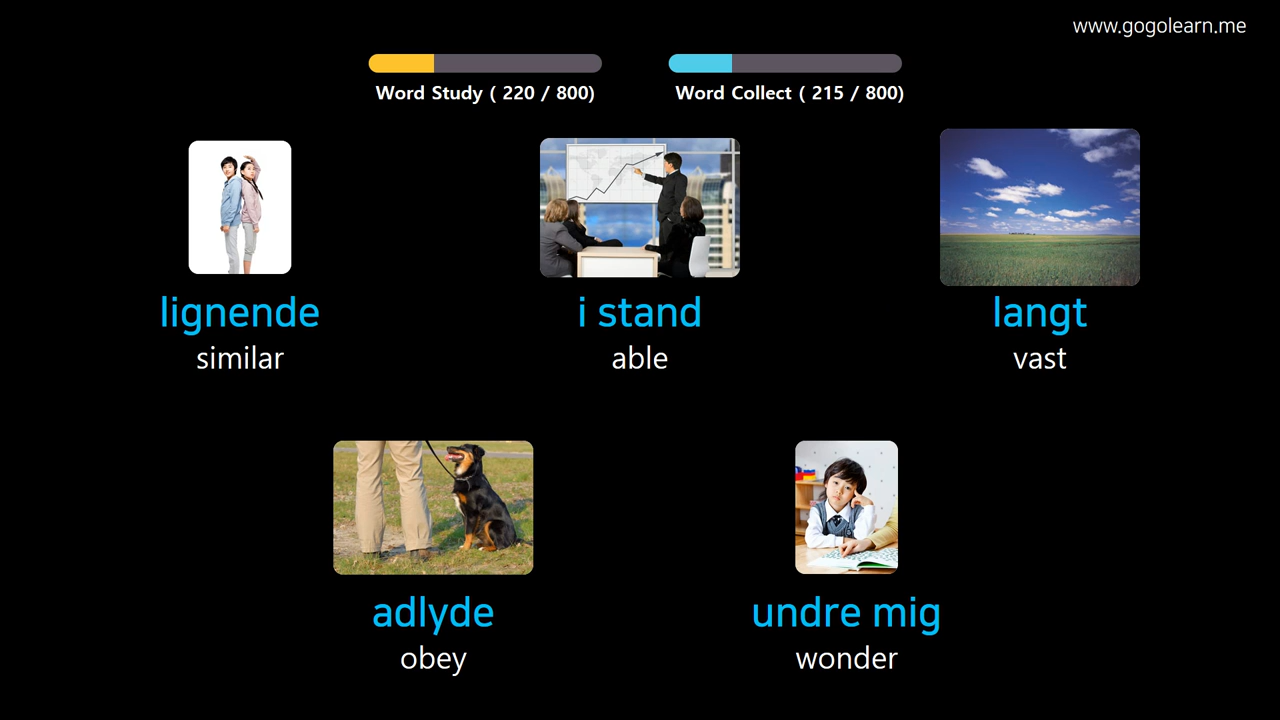 www.gogolearn.me
Word Study ( 220 / 800)
Word Collect ( 215 / 800)
lignende
similar
i stand
able
langt
vast
adlyde
obey
undre mig
wonder